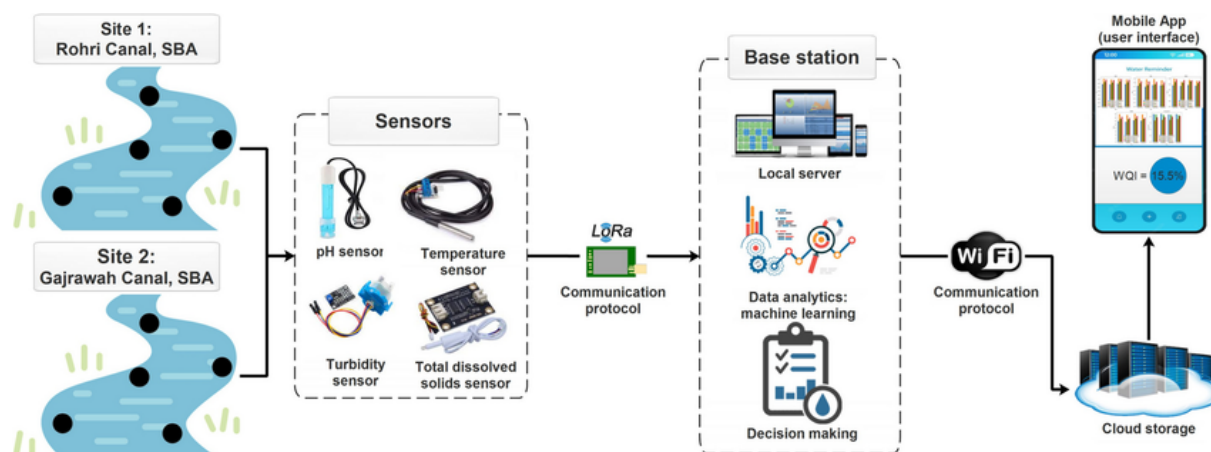 Site 1:
Rohri Canal, SBA
Site 2:
Gajrawah Canal, SBA
Sensors
pH sensor
Temperature
sensor
Turbidity
sensor
Total dissolved
solids sensor
LoRa
Communication
protocol
Base station
Local server
Data analytics:
machine learning
Decision making
Wi Fi
Communication
protocol
Mobile App
(user interface)
Water Reminder
WQI = 15.5%
Cloud storage